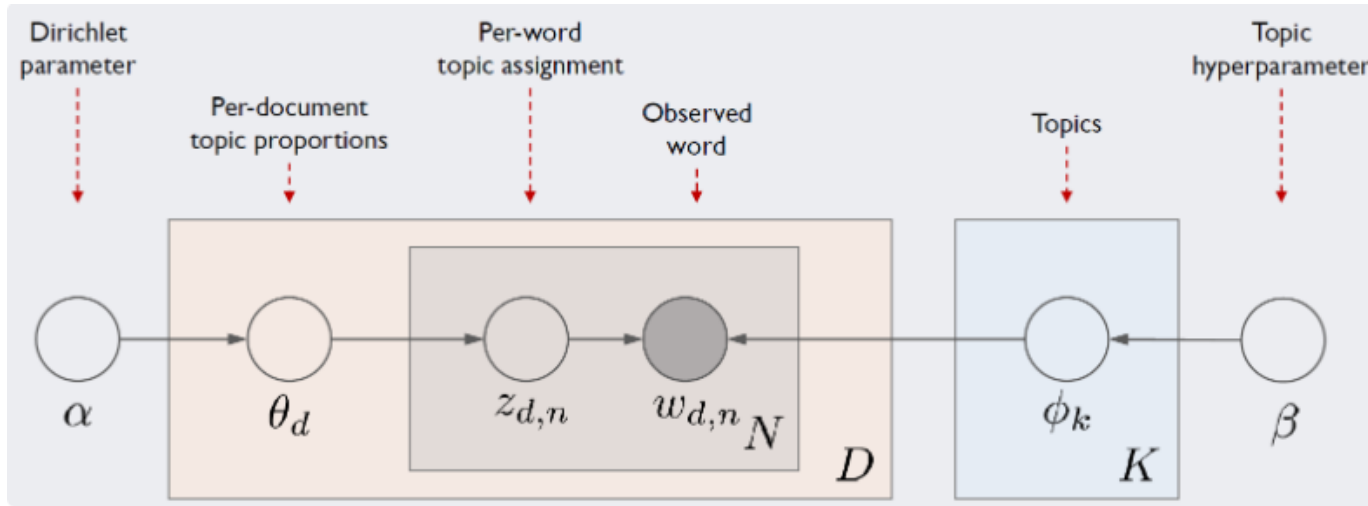 Dirichlet
parameter
Per-document
topic proportions
Per-word
topic assignment
Observed
word
Topics
Topic
hyperparameter
α
θd
zd,n
wd,n
N
D
ϕk
K
β